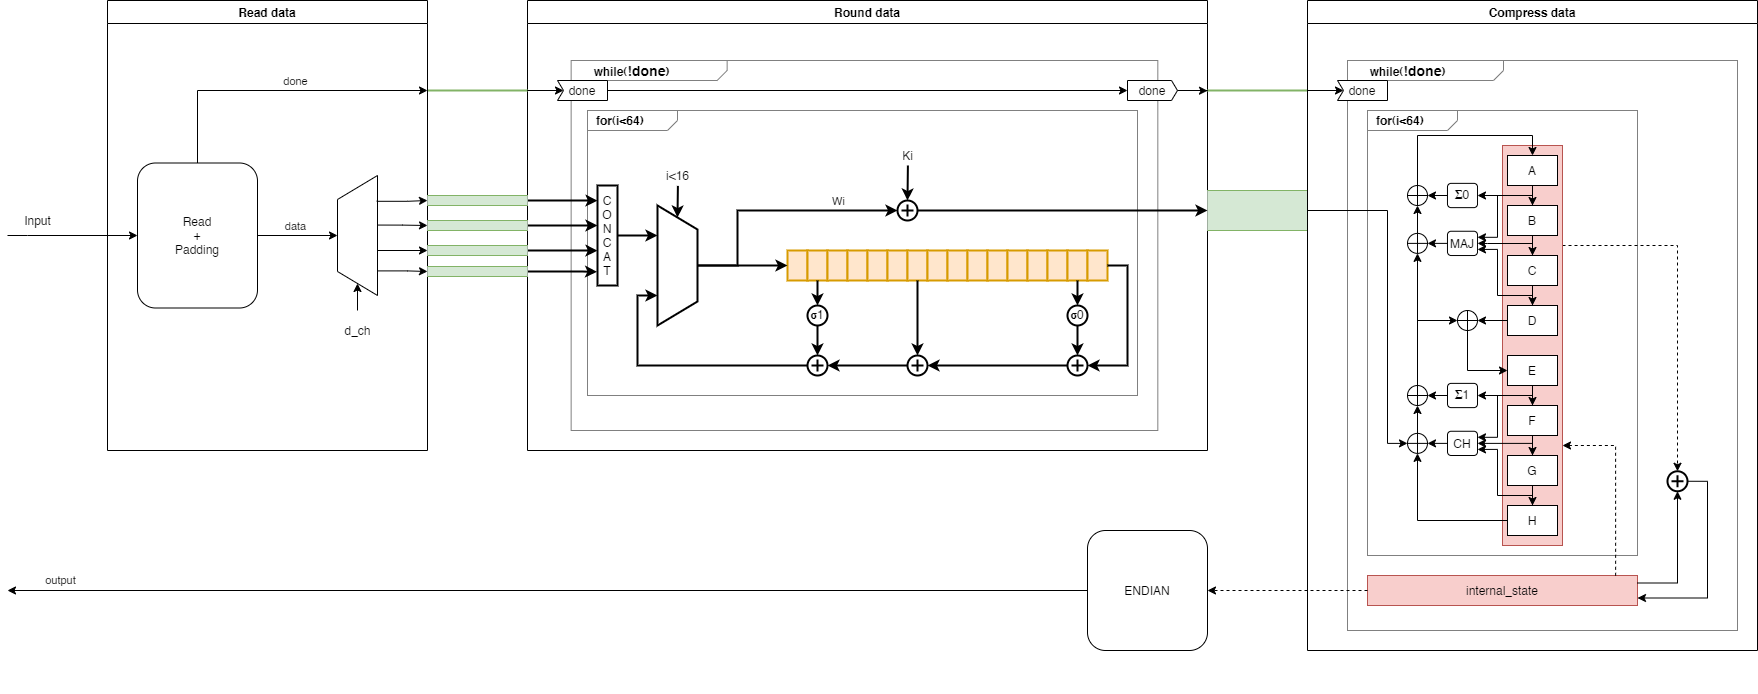 Read data
Round data
Compress data
while(!done)
while(!done)
done
done
done
done
for(i<64)
for(i<64)
Read
+
Padding
Input
data
d_ch
C
O
N
C
A
T
i<16
Ki
Wi
σ1
σ0
A
Σ0
B
MAJ
C
D
E
Σ1
F
CH
G
H
internal_state
ENDIAN
output